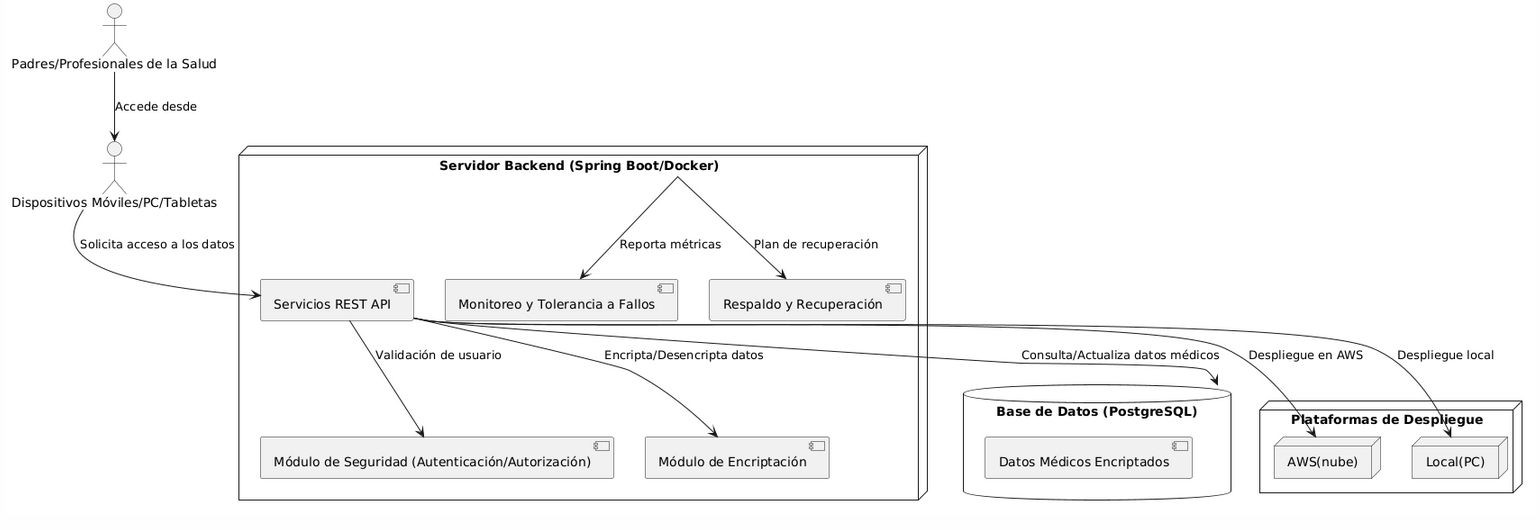 Padres/Profesionales de la Salud
Accede desde
Dispositivos Móviles/PC/Tabletas
Servidor Backend (Spring Boot/Docker)
Solicita acceso a los datos
Reporta métricas
Plan de recuperación
Servicios REST API
Monitoreo y Tolerancia a Fallos
Respaldo y Recuperación
Validación de usuario
Encripta/Desencripta datos
Consulta/Actualiza datos médicos
Despliegue en AWS
Despliegue local
Base de Datos (PostgreSQL)
Plataformas de Despliegue
Módulo de Seguridad (Autenticación/Autorización)
Módulo de Encriptación
Datos Médicos Encriptados
AWS(nube)
Local(PC)